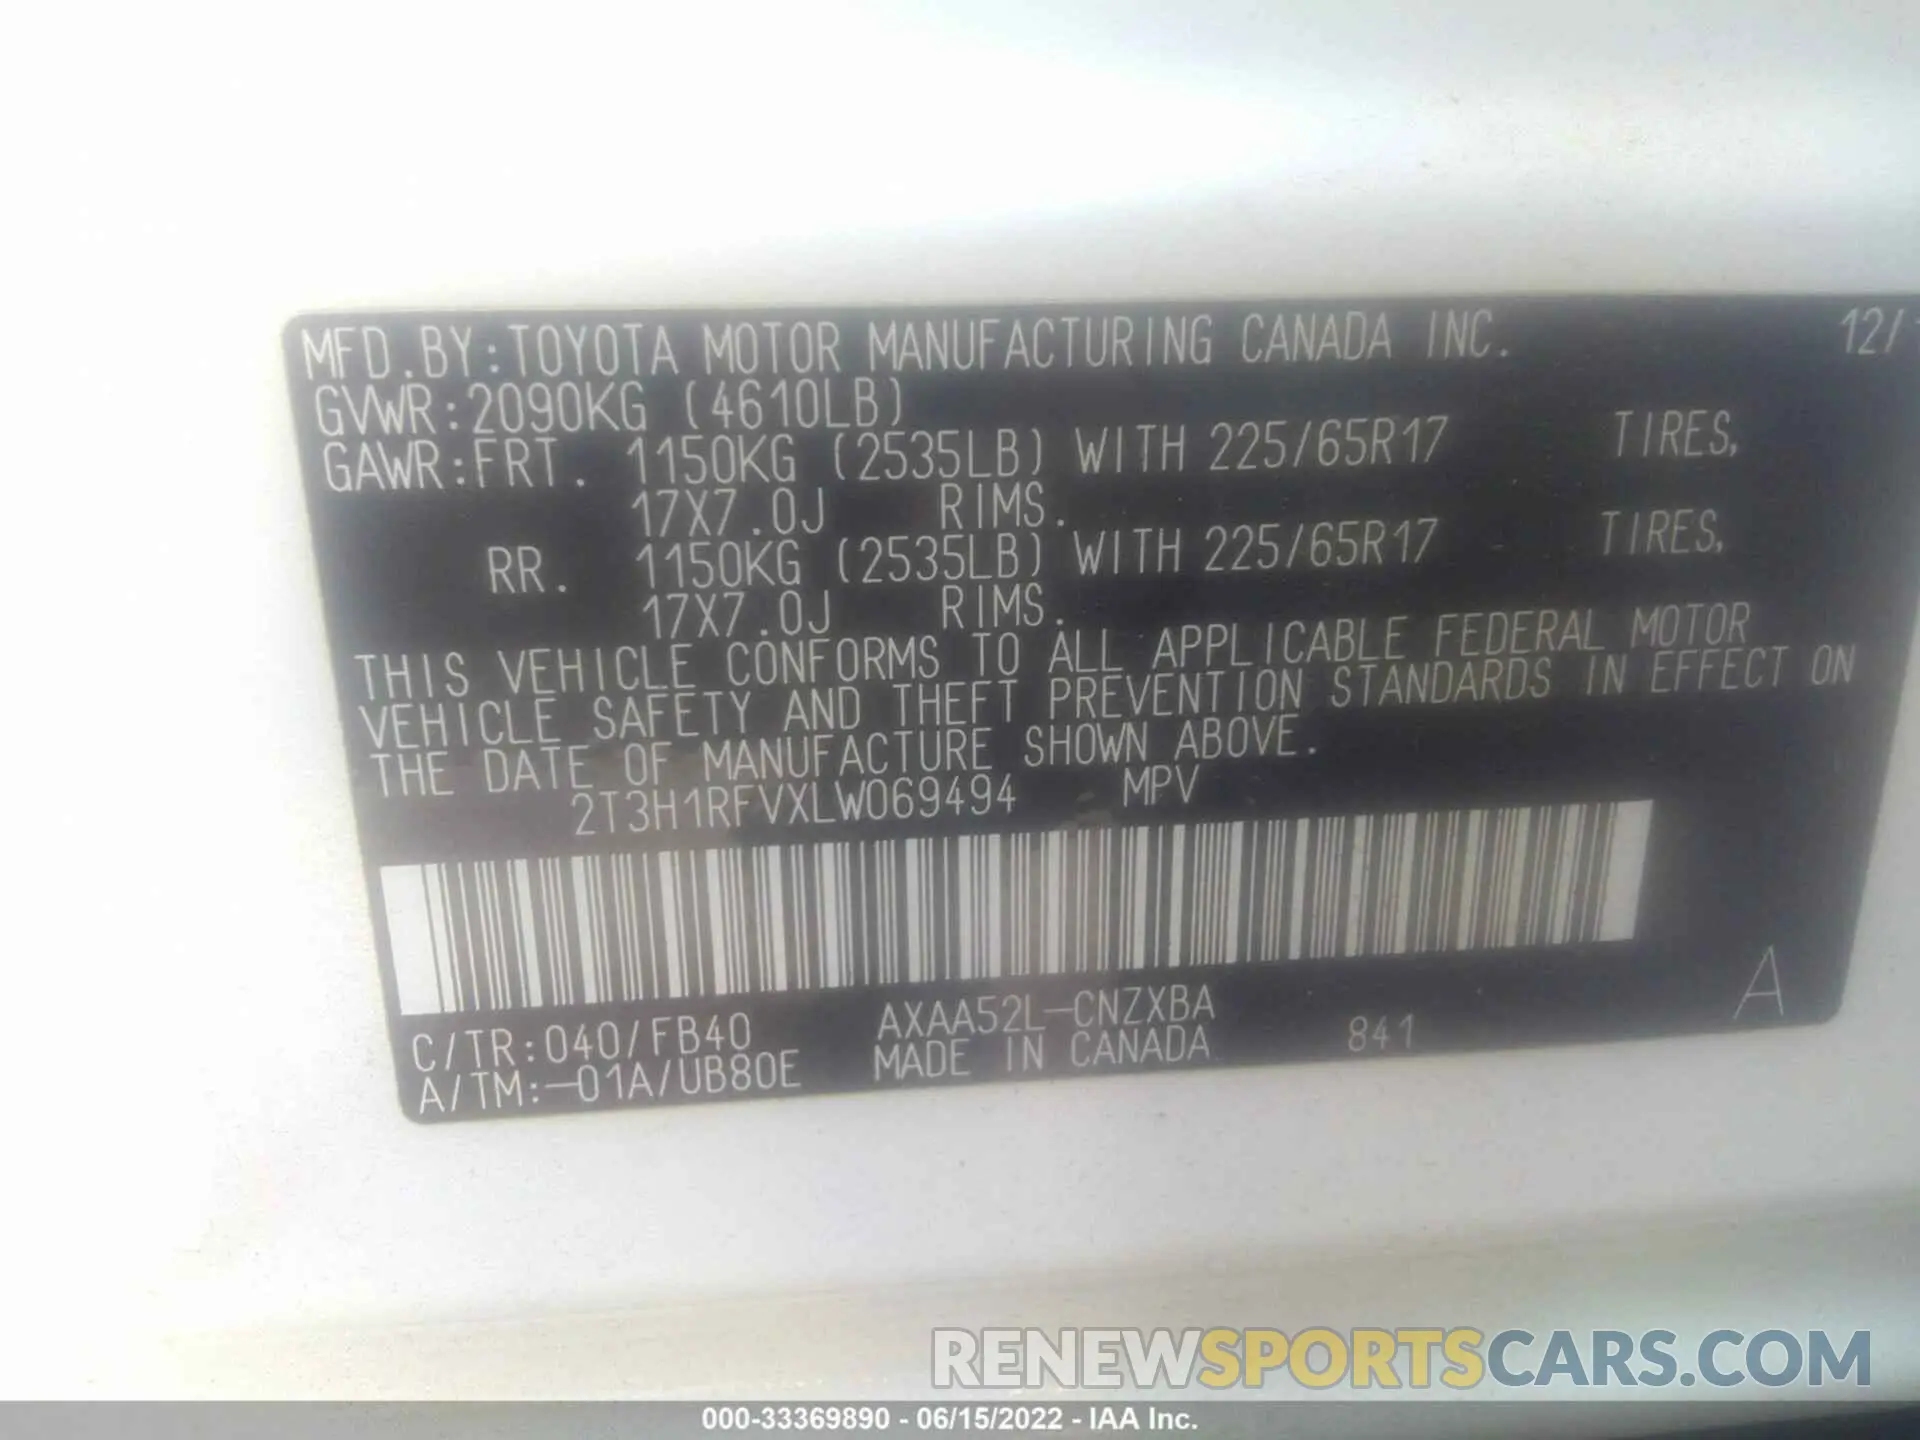 MFD.BY:TOYOTA MOTOR MANUFACTURING CANADA INC. 12/
GVWR:2090KG (4610LB)
GAWR:FRT. 1150KG (2535LB) WITH 225/65R17 TIRES,
17X7.0J RIMS.
RR. 1150KG (2535LB) WITH 225/65R17 TIRES,
17X7.0J RIMS.
THIS VEHICLE CONFORMS TO ALL APPLICABLE FEDERAL MOTOR
VEHICLE SAFETY AND THEFT PREVENTION STANDARDS IN EFFECT ON
THE DATE OF MANUFACTURE SHOWN ABOVE.
2T3H1RFVXLW069494 MPV
C/TR:040/FB40 AXAA52L-CNZXBA A
A/TM:-01A/UB80E MADE IN CANADA 841
RENEWSPORTSCARS.COM
000-33369890 - 06/15/2022 - IAA Inc.